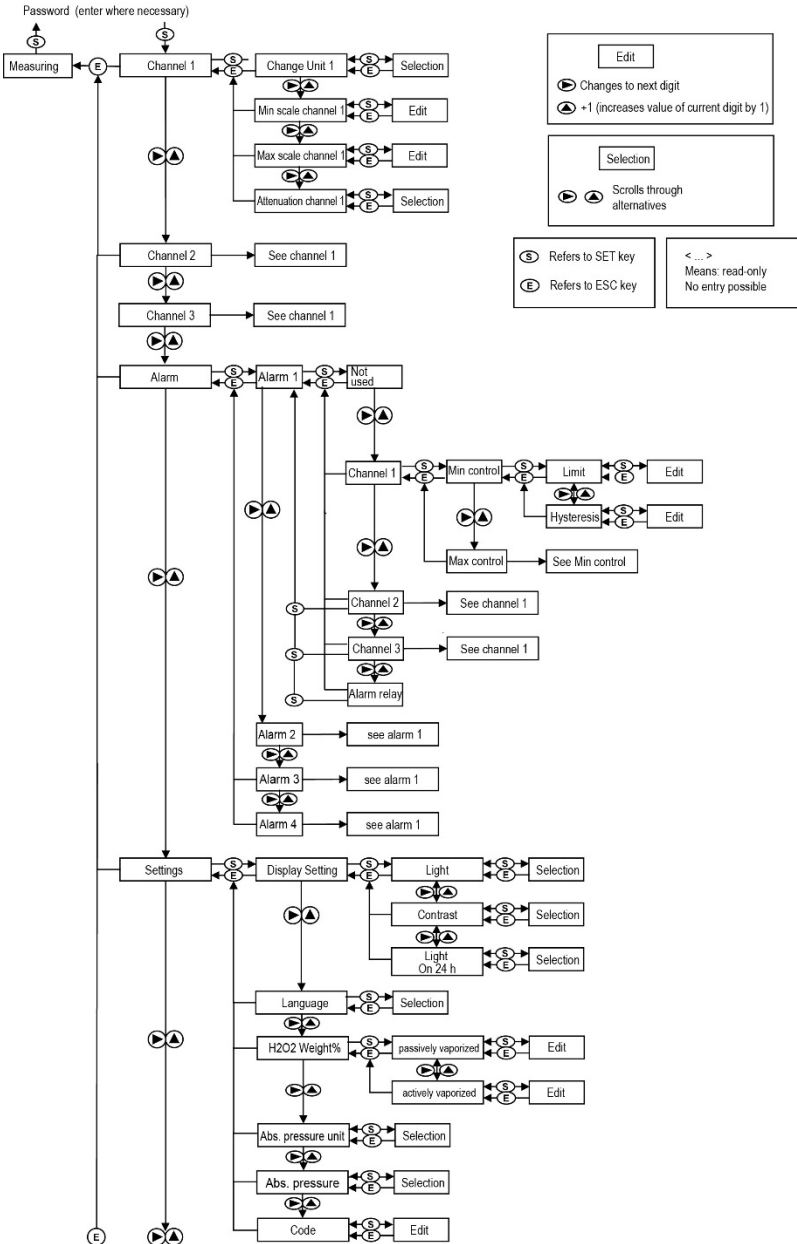 Password (enter where necessary)
S
S
Measuring
E
Channel 1
S
E
Change Unit 1
S
E
Selection
Min scale channel 1
S
E
Edit
Max scale channel 1
S
E
Edit
Attenuation channel 1
S
E
Selection
Edit
Changes to next digit
+1 (increases value of current digit by 1)
Selection
Scrolls through
alternatives
S Refers to SET key
E Refers to ESC key
< ... >
Means: read-only
No entry possible
Channel 2
See channel 1
Channel 3
See channel 1
Alarm
S
E
Alarm 1
S
E
Not
used
Channel 1
S
E
Min control
S
E
Limit
S
E
Edit
Hysteresis
S
E
Edit
Max control
See Min control
S
Channel 2
See channel 1
S
Channel 3
See channel 1
S
Alarm relay
Alarm 2
see alarm 1
Alarm 3
see alarm 1
Alarm 4
see alarm 1
Settings
S
E
Display Setting
S
E
Light
S
E
Selection
Contrast
S
E
Selection
Light
On 24 h
S
E
Selection
Language
S
E
Selection
H2O2 Weight%
S
E
passively vaporized
S
E
Edit
actively vaporized
S
E
Edit
Abs. pressure unit
S
E
Selection
Abs. pressure
S
E
Selection
Code
S
E
Edit
E